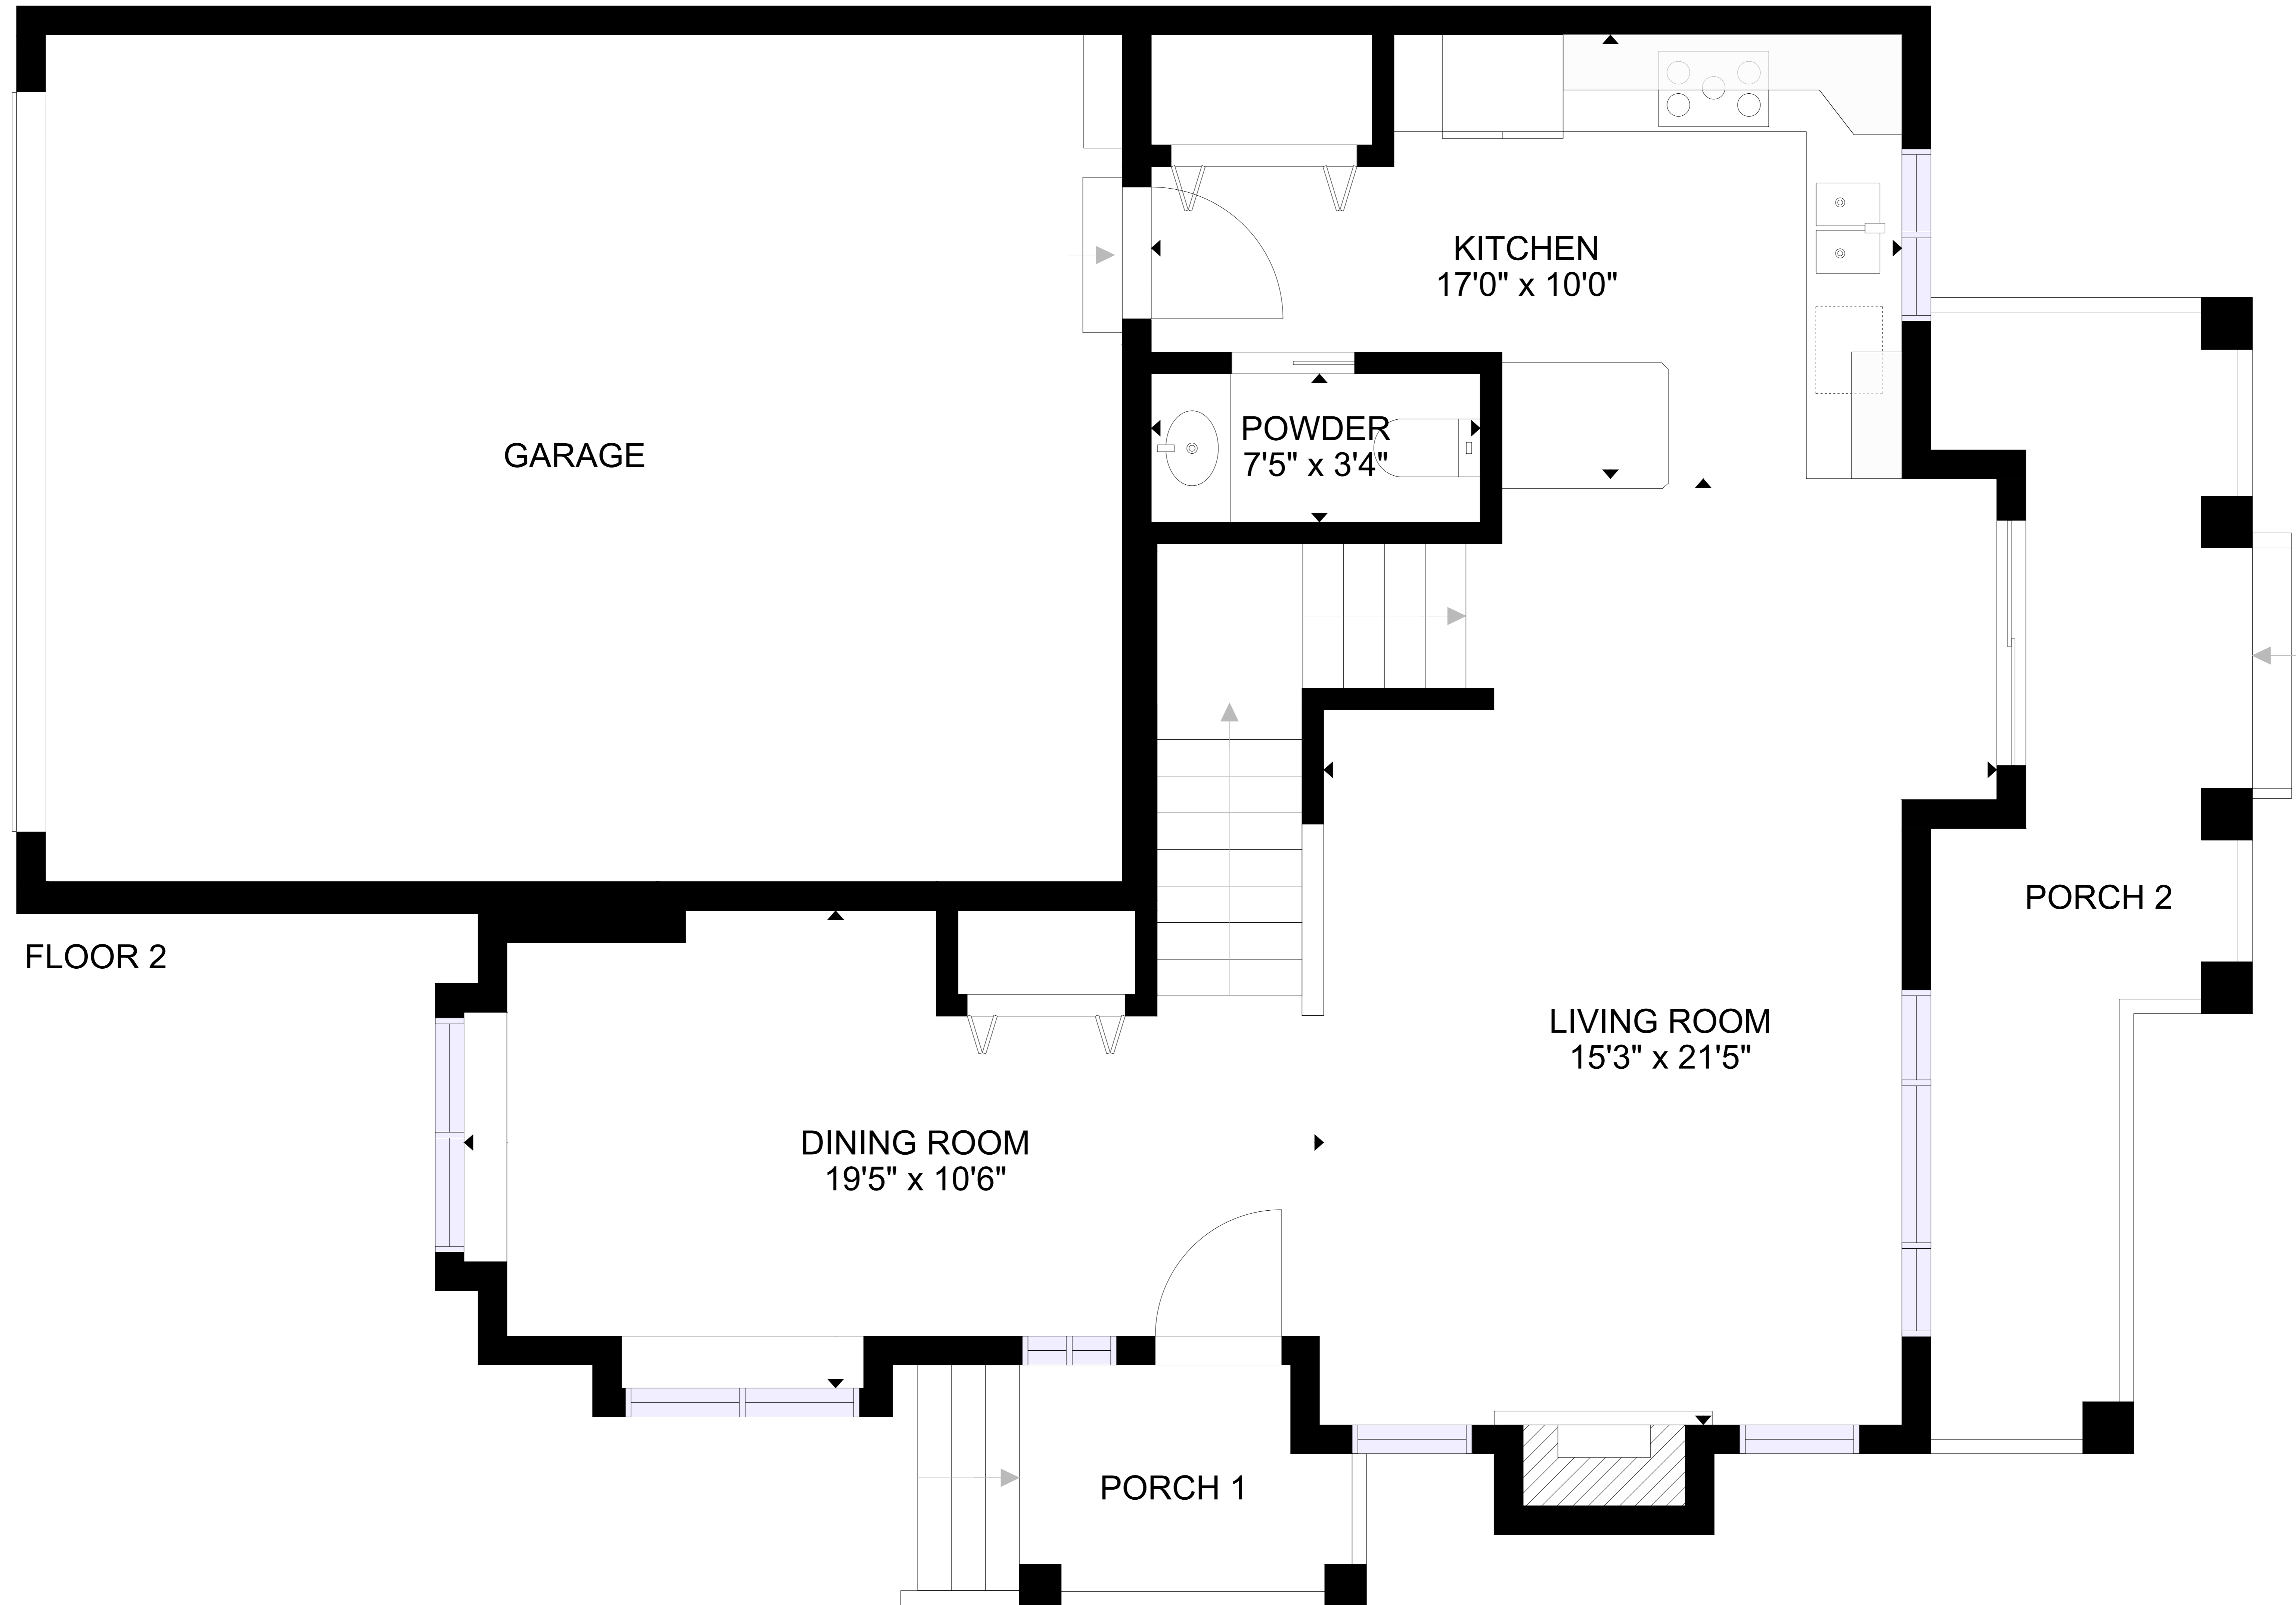 KITCHEN
17'0" x 10'0"
GARAGE
POWDER
7'5" x 3'4"
PORCH 2
FLOOR 2
LIVING ROOM
15'3" x 21'5"
DINING ROOM
19'5" x 10'6"
PORCH 1